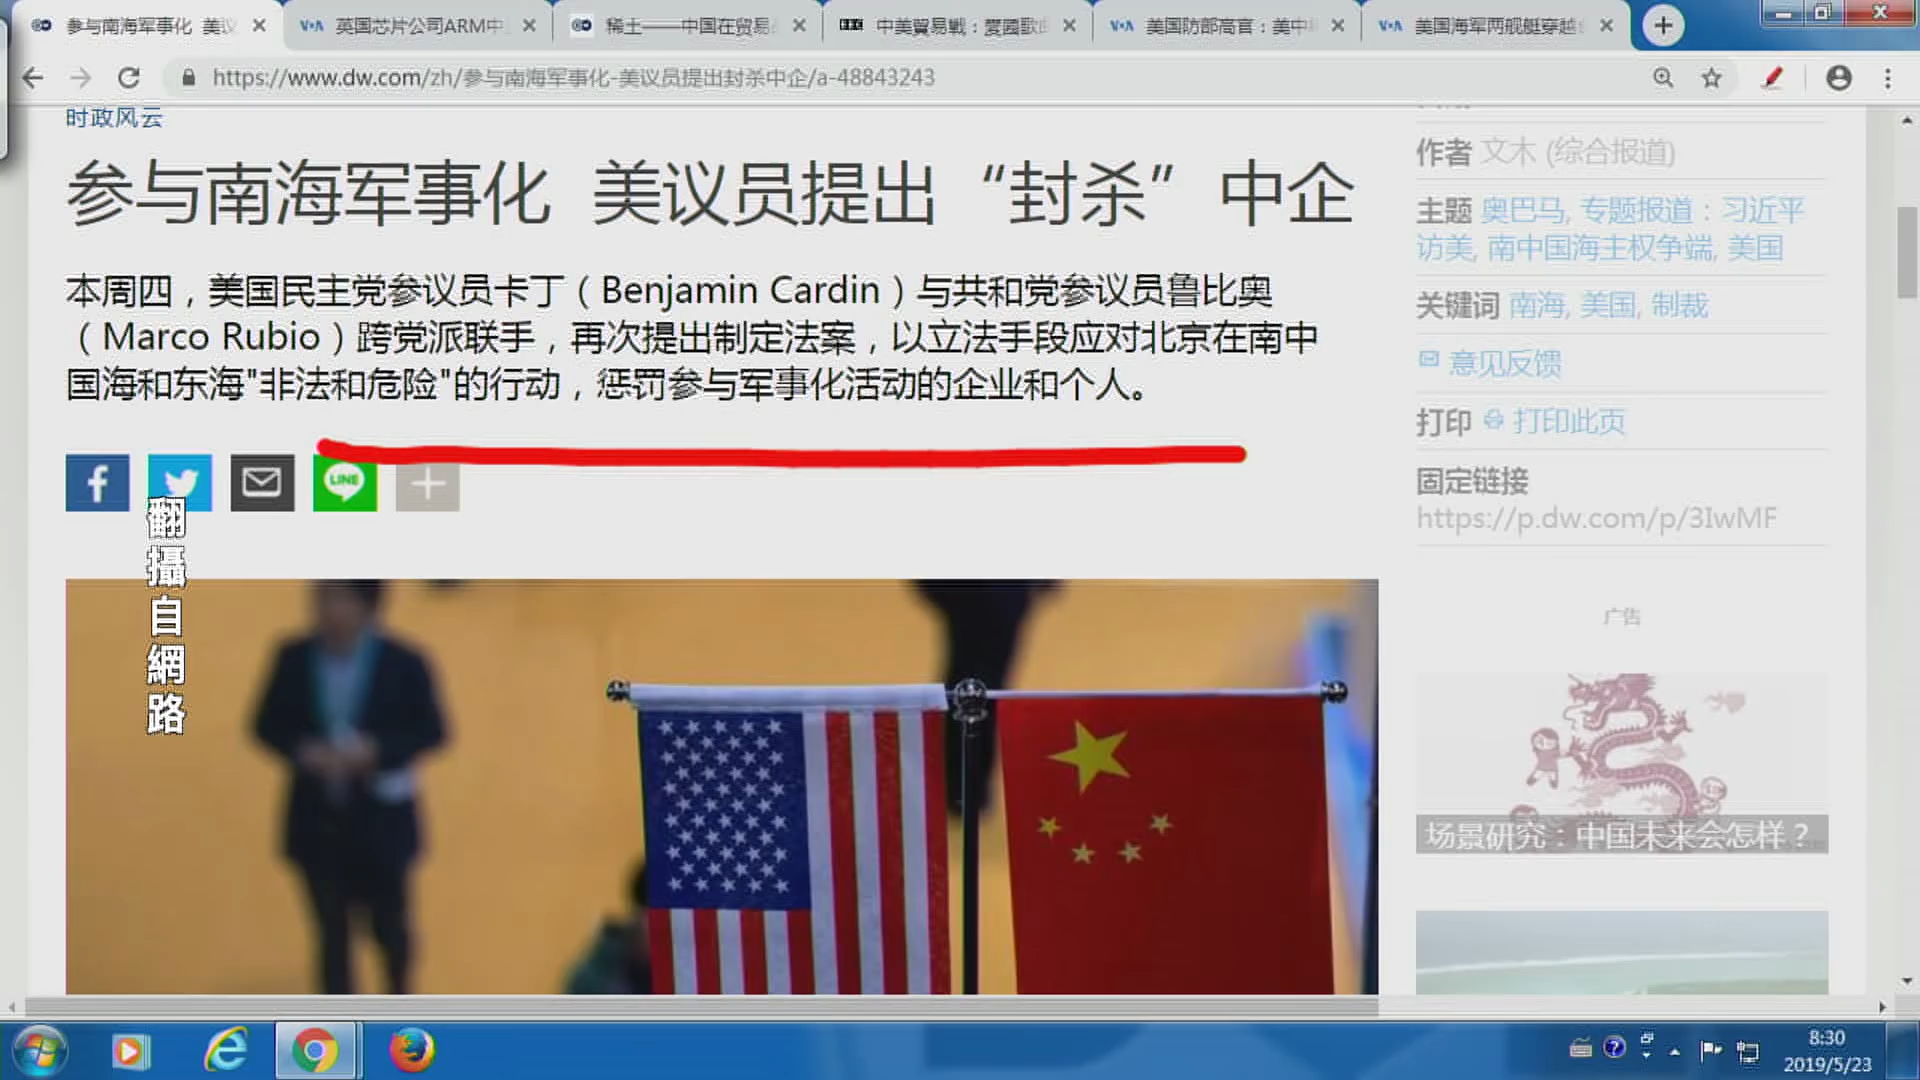 参与南海军事化 美议
英国芯片公司ARM中
稀土——中国在贸易
中美貿易戰：愛國歌曲
美国防部高官：美中
美国海军两舰艇穿越
https://www.dw.com/zh/参与南海军事化-美议员提出封杀中企/a-48843243
时政风云
参与南海军事化 美议员提出“封杀”中企
本周四，美国民主党参议员卡丁（Benjamin Cardin）与共和党参议员鲁比奥
（Marco Rubio）跨党派联手，再次提出制定法案，以立法手段应对北京在南中
国海和东海"非法和危险"的行动，惩罚参与军事化活动的企业和个人。
LINE
翻攝自網路
作者 文木 (综合报道)
主题 奥巴马, 专题报道：习近平
访美, 南中国海主权争端, 美国
关键词 南海, 美国, 制裁
意见反馈
打印 打印此页
固定链接
https://p.dw.com/p/3IwMF
广告
场景研究：中国未来会怎样？
8:30
2019/5/23